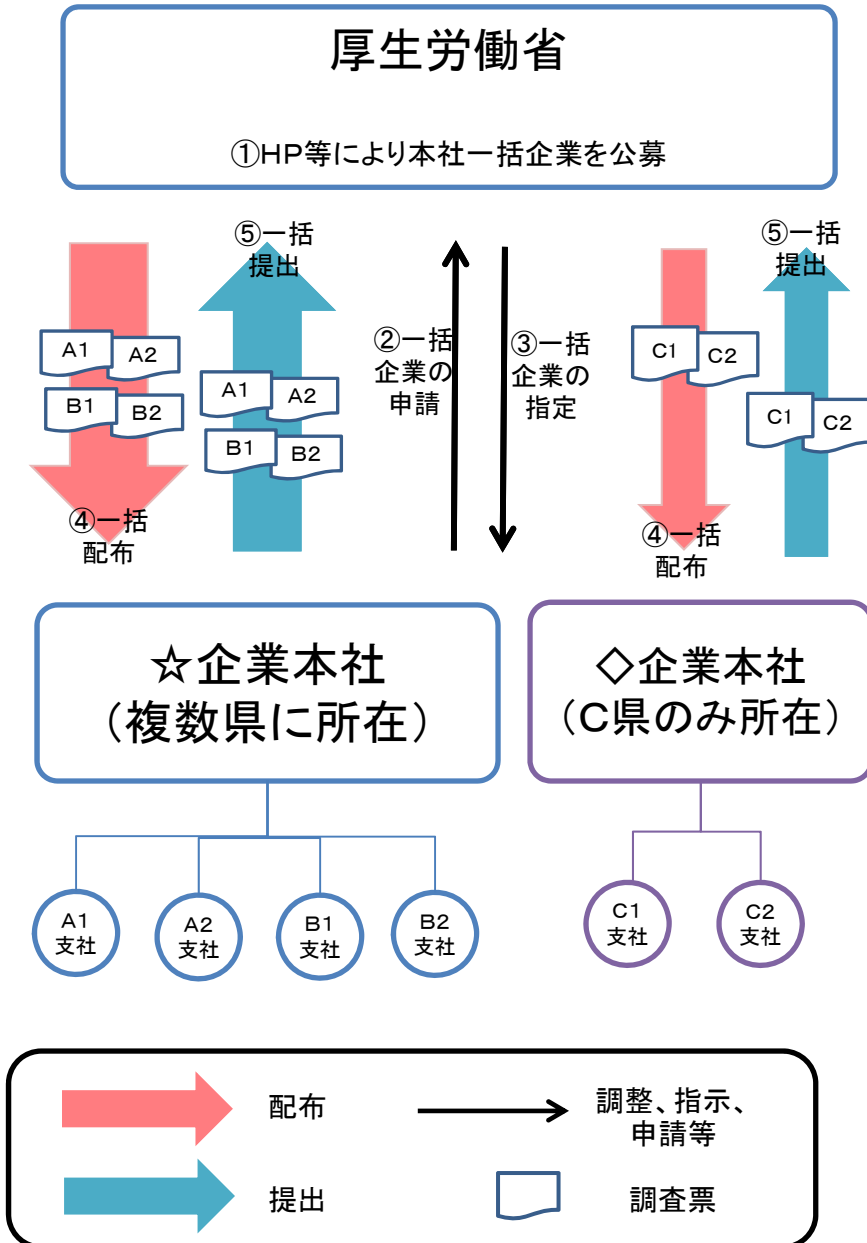 厚生労働省
①HP等により本社一括企業を公募
⑤一括
提出
A1
A2
B1
B2
A1
A2
B1
B2
④一括
配布
②一括
企業の
申請
③一括
企業の
指定
⑤一括
提出
C1
C2
C1
C2
④一括
配布
☆企業本社
（複数県に所在）
◇企業本社
（C県のみ所在）
A1
支社
A2
支社
B1
支社
B2
支社
C1
支社
C2
支社
配布
調整、指示、
申請等
提出
調査票